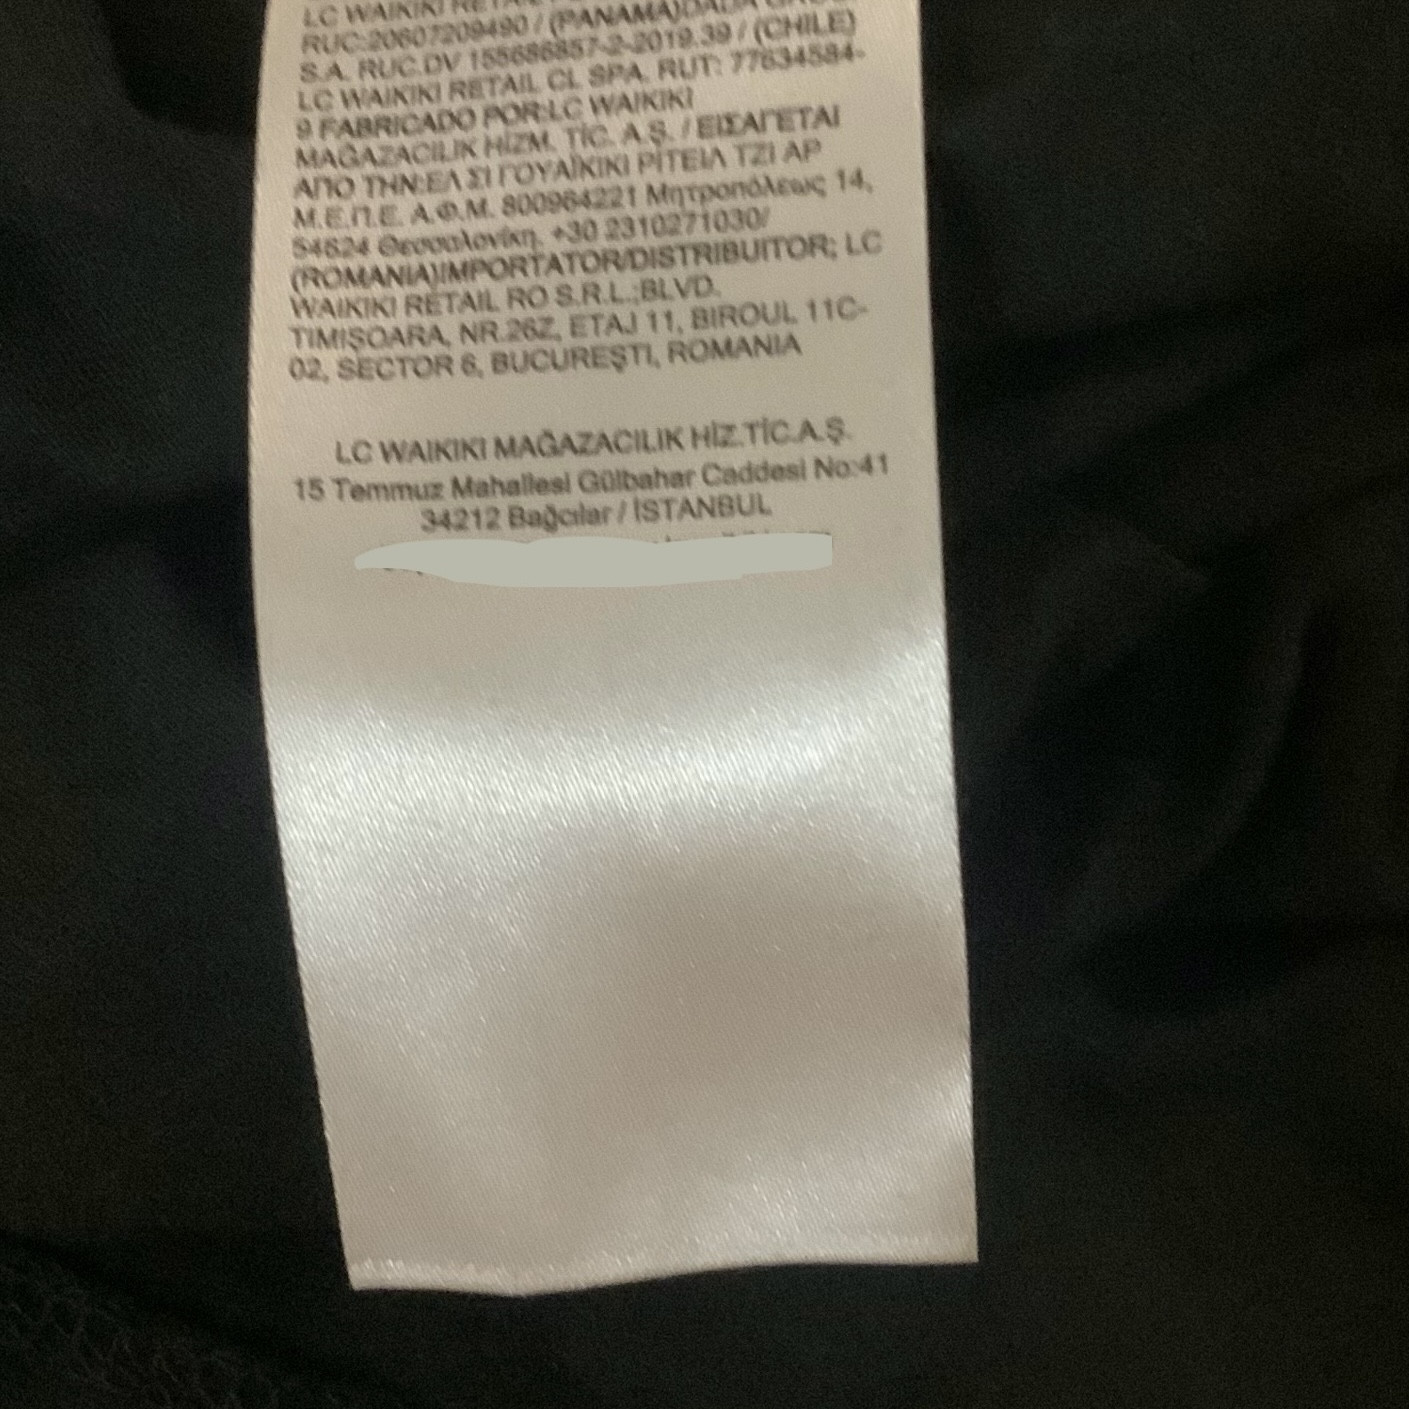 LC WAIKIKI
RUC:20607209490 / (PANAMA)DADA
S.A. RUC.DV 155686857-2-2019.39 / (CHILE)
LC WAIKIKI RETAIL CL SPA. RUT: 77634584-
9 FABRICADO POR:LC WAIKIKI
MAĞAZACILIK HİZM. TİC. A.Ş. / ΕΙΣΑΓΕΤΑΙ
ΑΠΟ ΤΗΝ:ΕΛ ΣΙ ΓΟΥΑΪΚΙΚΙ ΡΙΤΕΙΛ ΤΖΙ ΑΡ
Μ.Ε.Π.Ε. Α.Φ.Μ. 800964221 Μητροπόλεως 14,
54624 Θεσσαλονίκη. +30 2310271030/
(ROMANIA)IMPORTATOR/DISTRIBUITOR; LC
WAIKIKI RETAIL RO S.R.L.;BLVD.
TIMIŞOARA, NR.26Z, ETAJ 11, BIROUL 11C-
02, SECTOR 6, BUCUREŞTI, ROMANIA
LC WAIKIKI MAĞAZACILIK HİZ.TİC.A.Ş.
15 Temmuz Mahallesi Gülbahar Caddesi No:41
34212 Bağcılar / İSTANBUL